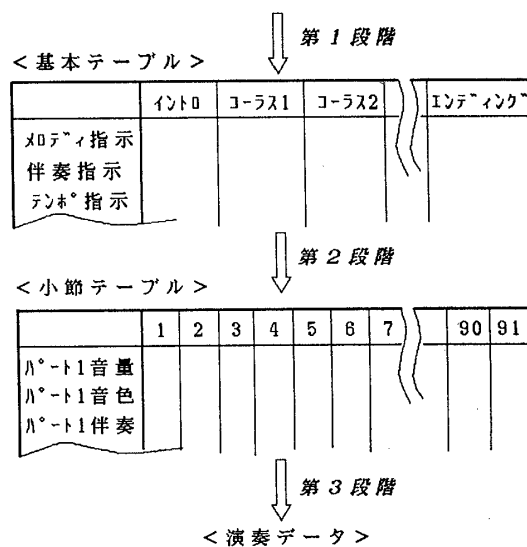 第1段階
＜基本テーブル＞
ｲﾝﾄﾛ ｺｰﾗｽ1 ｺｰﾗｽ2 ｴﾝﾃﾞｨﾝｸﾞ
ﾒﾛﾃﾞｨ指示
伴奏指示
ﾃﾝﾎﾟ指示
第2段階
＜小節テーブル＞
1 2 3 4 5 6 7 90 91
ﾊﾟｰﾄ1音量
ﾊﾟｰﾄ1音色
ﾊﾟｰﾄ1伴奏
第3段階
＜演奏データ＞